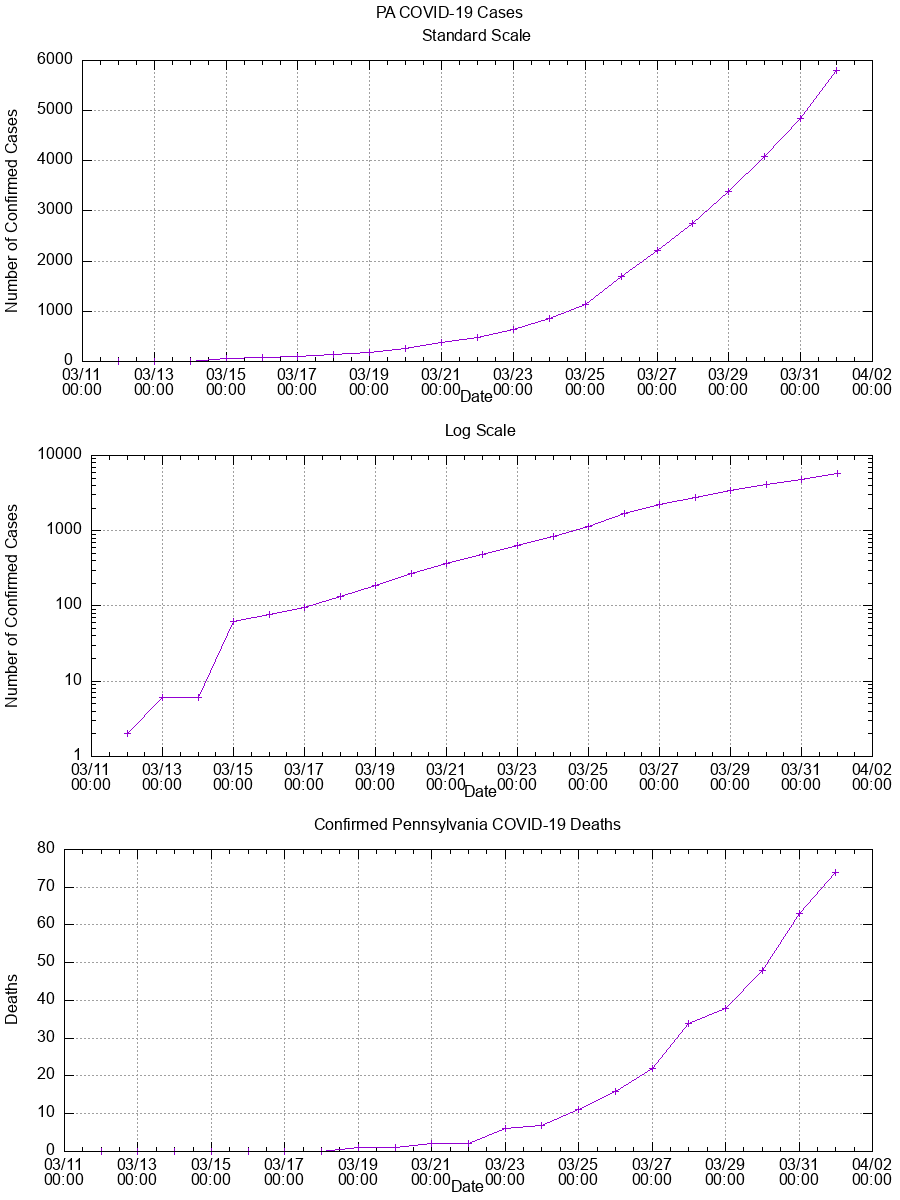 PA COVID-19 Cases
Standard Scale
6000
5000
4000
3000
2000
1000
0
Number of Confirmed Cases
03/11 03/13 03/15 03/17 03/19 03/21 03/23 03/25 03/27 03/29 03/31 04/02
00:00 00:00 00:00 00:00 00:00 00:00 00:00 00:00 00:00 00:00 00:00 00:00
Date
Log Scale
10000
1000
100
10
1
Number of Confirmed Cases
03/11 03/13 03/15 03/17 03/19 03/21 03/23 03/25 03/27 03/29 03/31 04/02
00:00 00:00 00:00 00:00 00:00 00:00 00:00 00:00 00:00 00:00 00:00 00:00
Date
Confirmed Pennsylvania COVID-19 Deaths
80
70
60
50
40
30
20
10
0
Deaths
03/11 03/13 03/15 03/17 03/19 03/21 03/23 03/25 03/27 03/29 03/31 04/02
00:00 00:00 00:00 00:00 00:00 00:00 00:00 00:00 00:00 00:00 00:00 00:00
Date